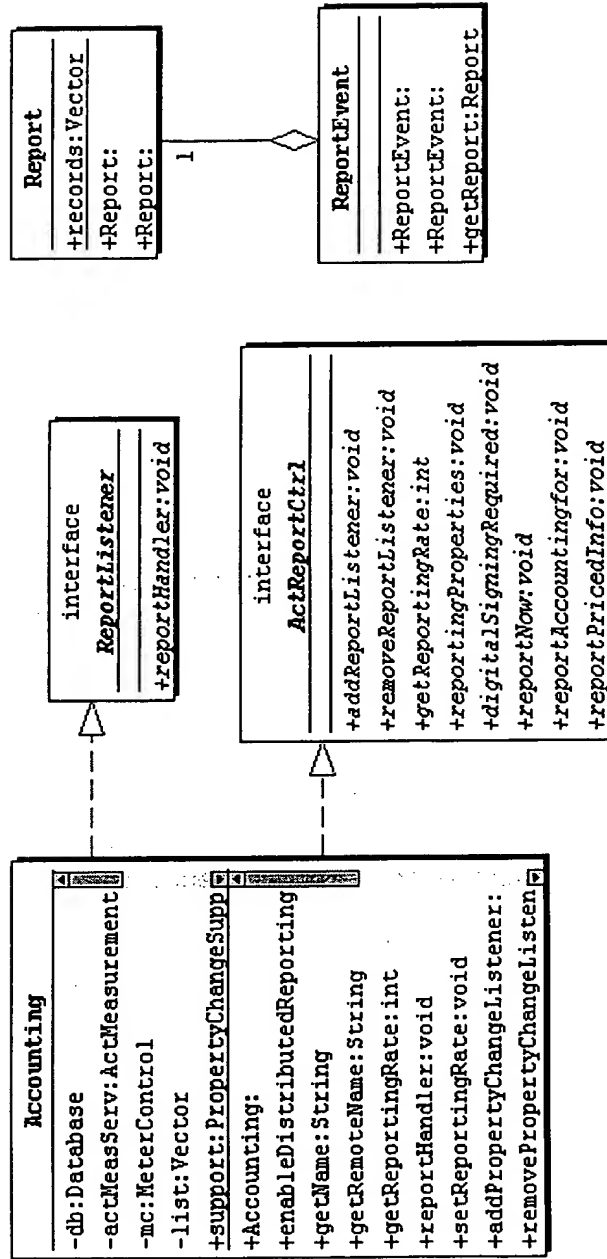 Accounting
-db:Database
-actMeasServ:ActMeasurement
-mc:MeterControl
-list:Vector
+support:PropertyChangeSupp
+Accounting:
+enableDistributedReporting
+getName:String
+getRemoteName:String
+getReportingRate:int
+reportHandler:void
+setReportingRate:void
+addPropertyChangeListener:
+removePropertyChangeListen
interface
ReportListener
+reportHandler:void
interface
ActReportCtrl
+addReportListener:void
+removeReportListener:void
+getReportingRate:int
+reportingProperties:void
+digitalSigningRequired:void
+reportNow:void
+reportAccountingfor:void
+reportPricedInfo:void
Report
+records:Vector
+Report:
+Report:
1
ReportEvent
+ReportEvent:
+ReportEvent:
+getReport:Report